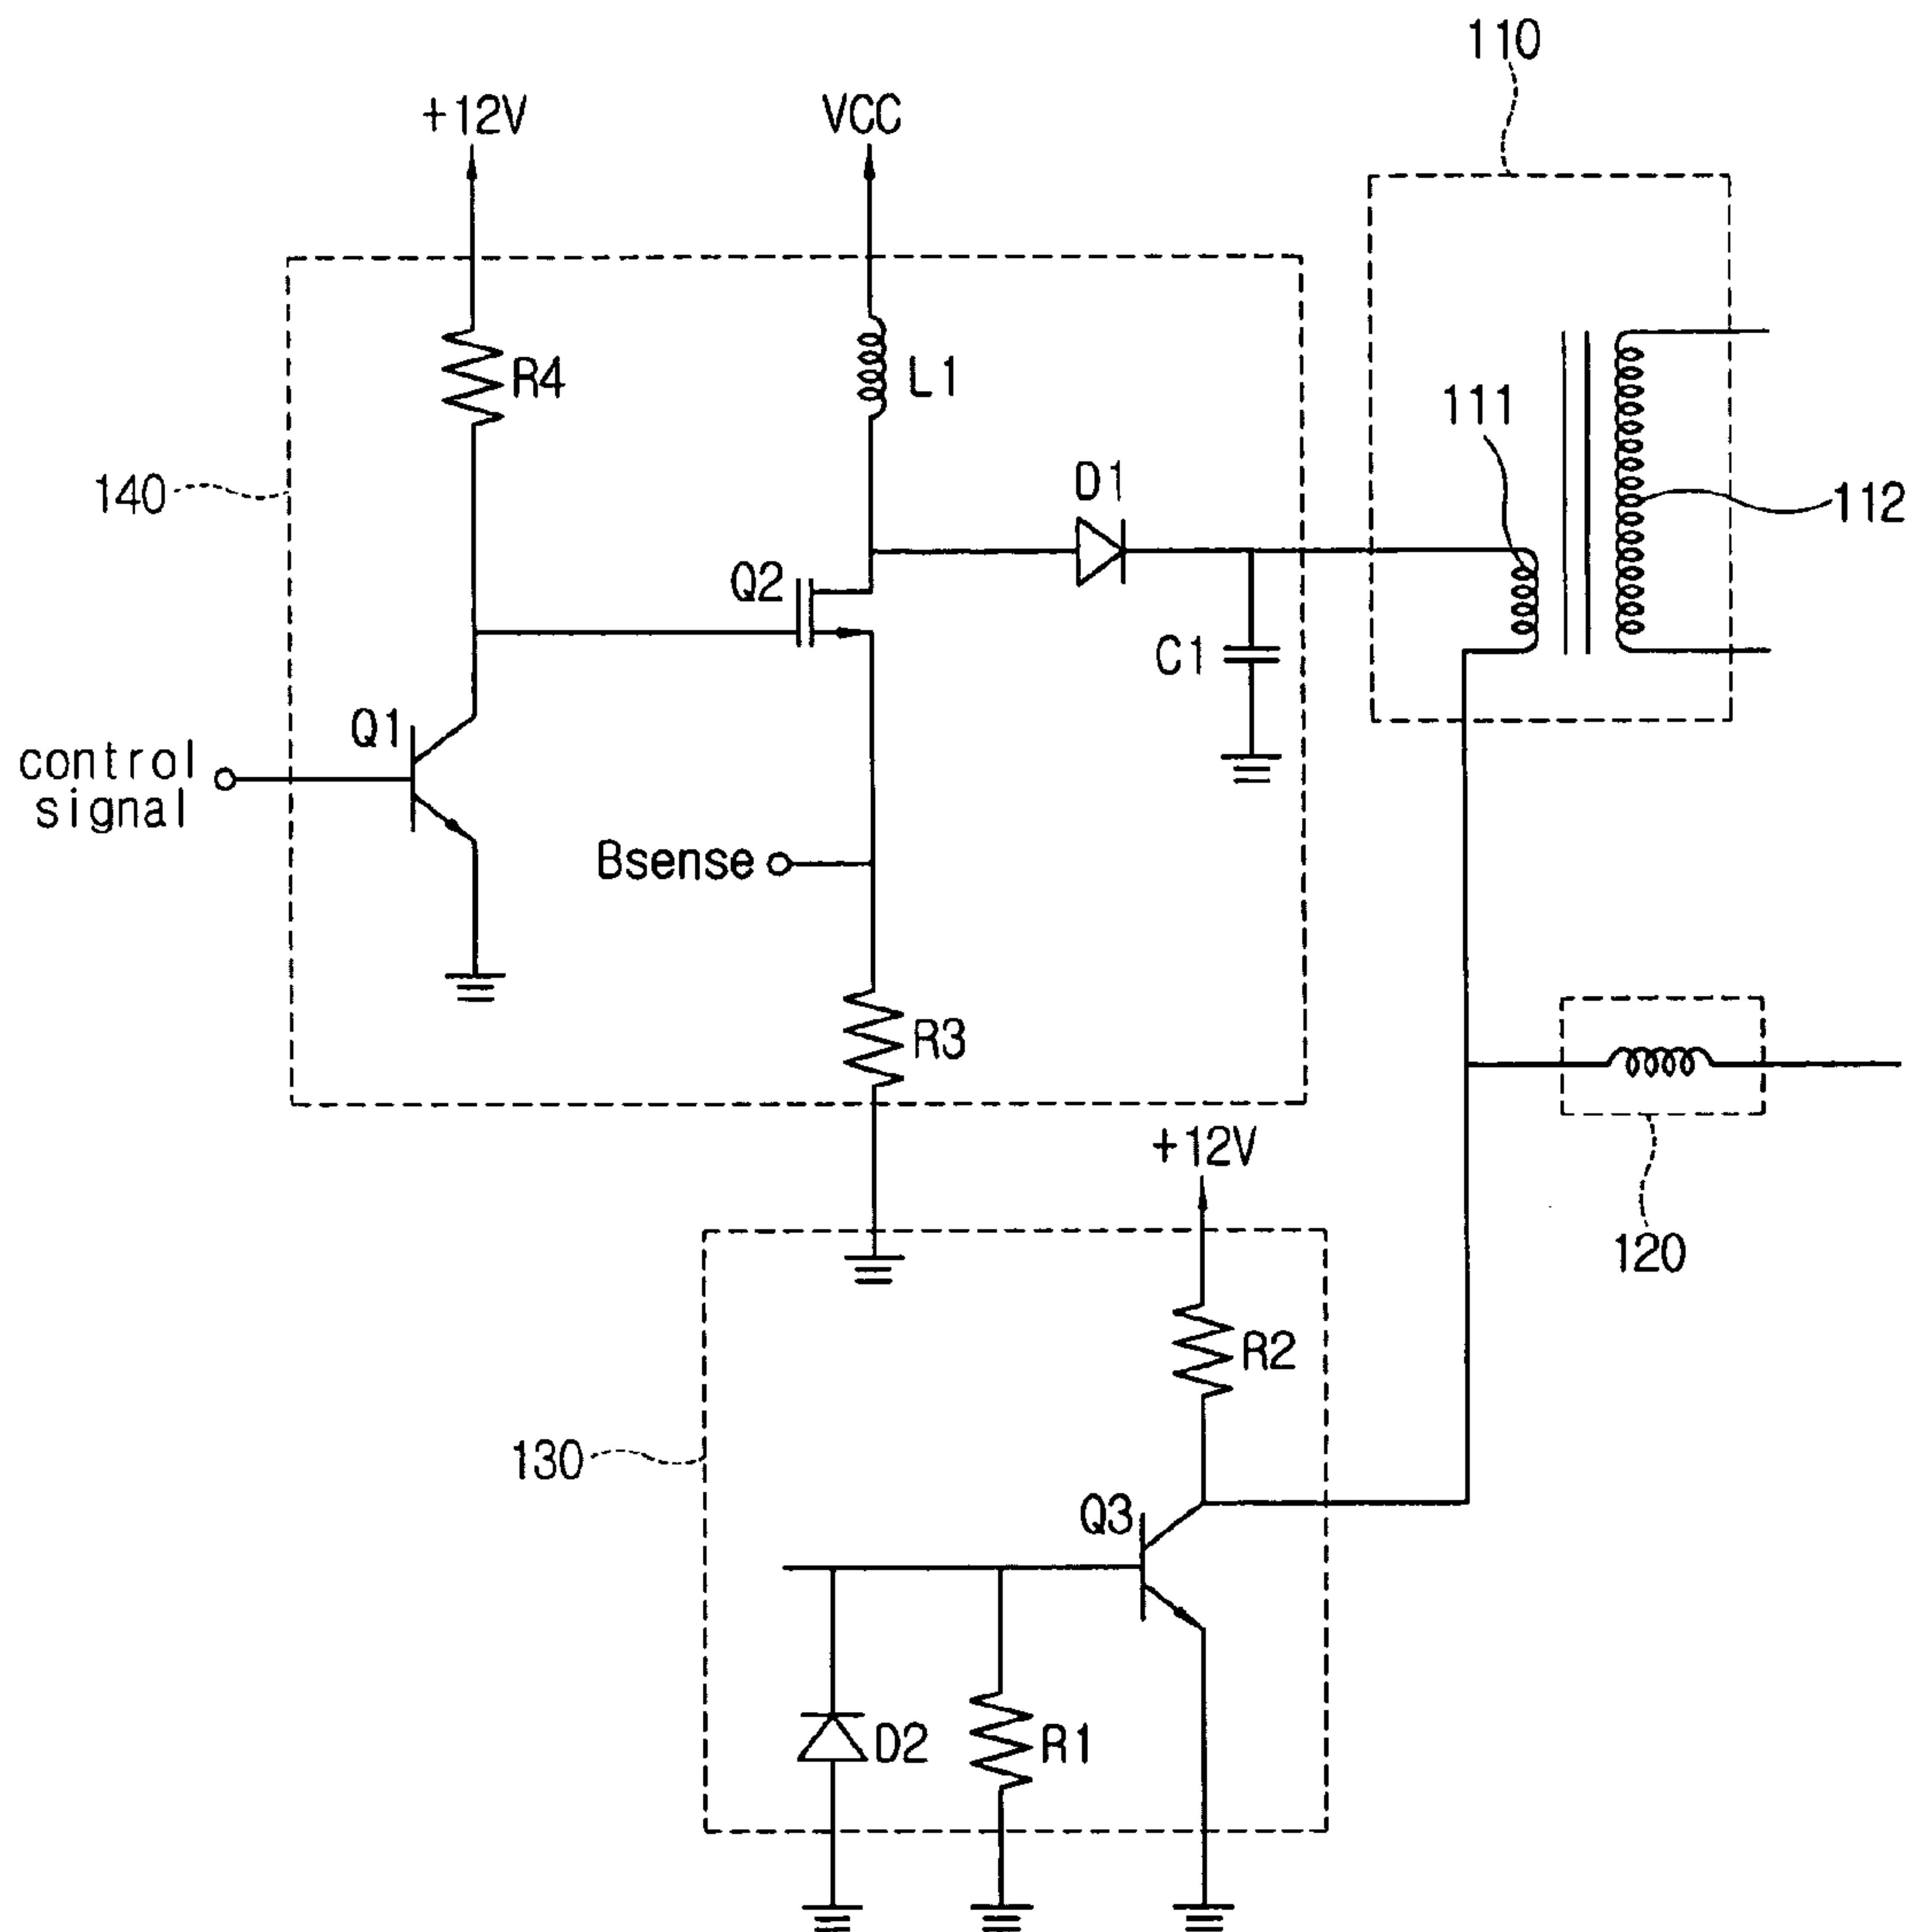 110
+12V
VCC
R4
L1
111
140
D1
112
Q2
C1
Q1
control
signal
Bsense
R3
+12V
120
R2
130
Q3
D2
R1